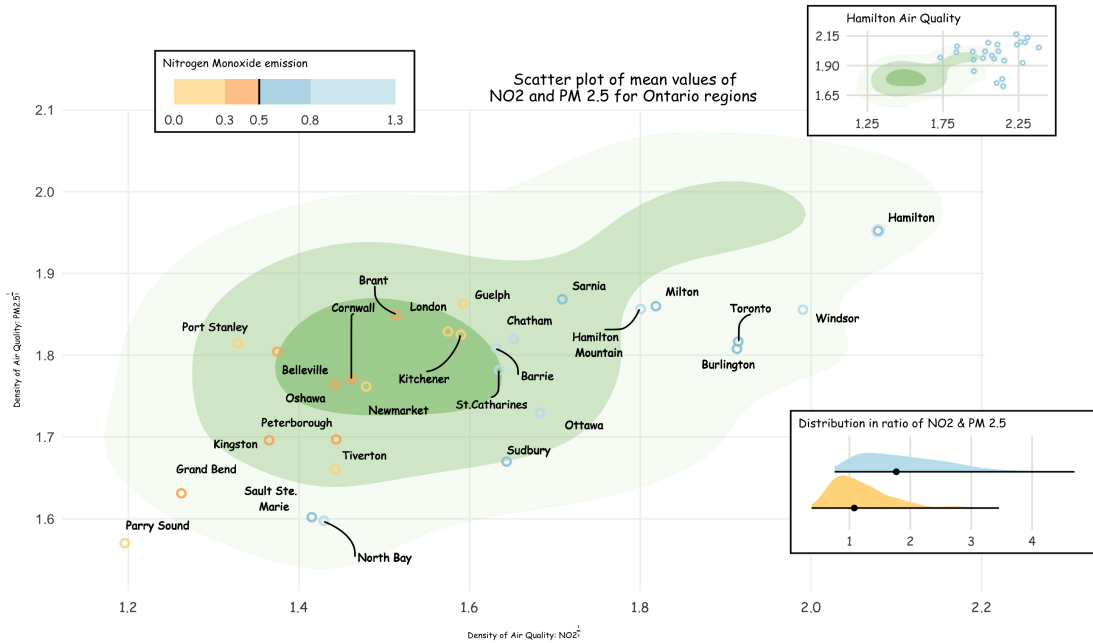 Hamilton Air Quality
2.15
1.90
1.65
1.25
1.75
2.25
Nitrogen Monoxide emission
0.0
0.3
0.5
0.8
1.3
Scatter plot of mean values of
NO2 and PM 2.5 for Ontario regions
2.1
2.0
1.9
1.8
1.7
1.6
Density of Air Quality: PM2.5
Hamilton
Brant
Cornwall
London
Guelph
Sarnia
Milton
Toronto
Windsor
Port Stanley
Chatham
Hamilton
Mountain
Burlington
Belleville
Kitchener
Barrie
Oshawa
Newmarket
St.Catharines
Peterborough
Ottawa
Kingston
Tiverton
Sudbury
Grand Bend
Sault Ste.
Marie
Parry Sound
North Bay
Distribution in ratio of NO2 & PM 2.5
1
2
3
4
1.2
1.4
1.6
1.8
2.0
2.2
Density of Air Quality: NO2